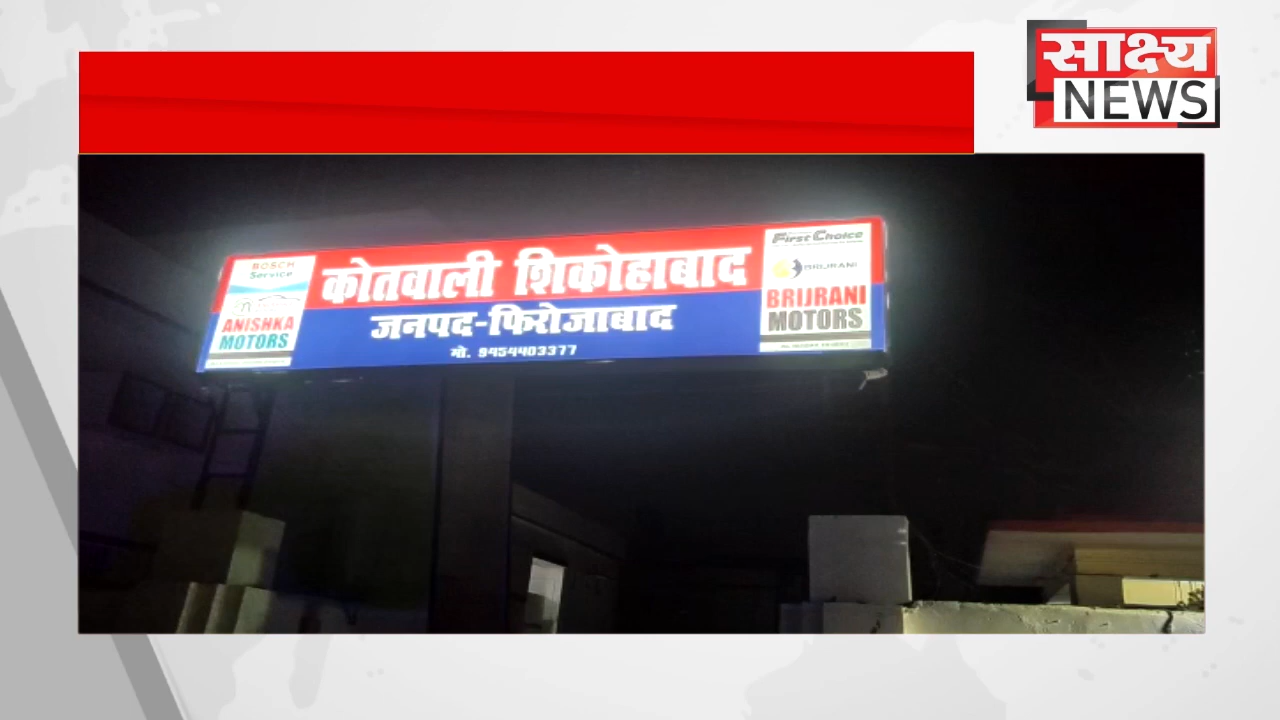 साक्ष्य
NEWS
BOSCH
Service
ANISHKA
MOTORS
कोतवाली शिकोहाबाद
जनपद-फिरोजाबाद
मो. 9454403377
First Choice
BRIJRANI
BRIJRANI
MOTORS